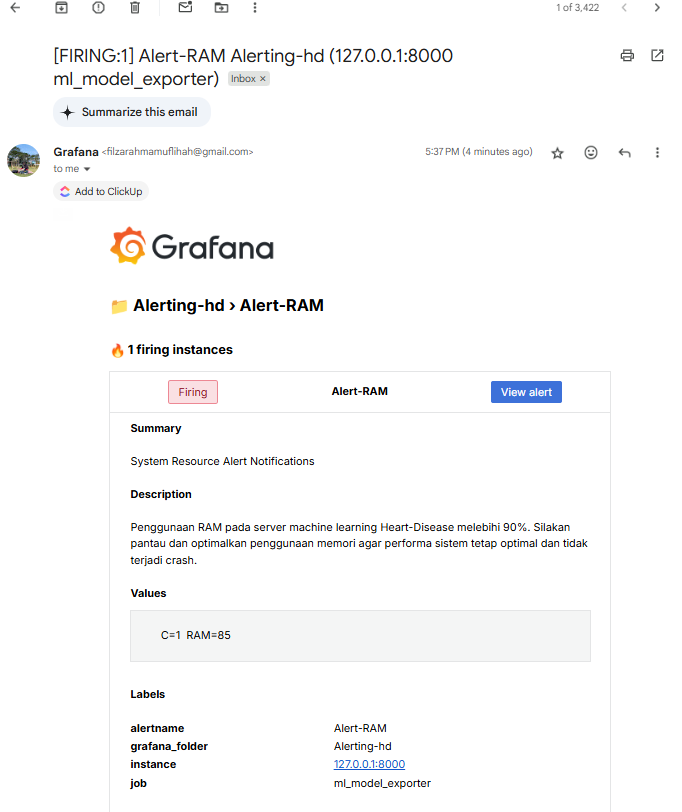 1 of 3,422
[FIRING:1] Alert-RAM Alerting-hd (127.0.0.1:8000
ml_model_exporter) Inbox ×
Summarize this email
Grafana <filzarahmamuflihah@gmail.com> 5:37 PM (4 minutes ago)
to me
Add to ClickUp
Grafana
Alerting-hd › Alert-RAM
1 firing instances
Firing Alert-RAM View alert
Summary
System Resource Alert Notifications
Description
Penggunaan RAM pada server machine learning Heart-Disease melebihi 90%. Silakan
pantau dan optimalkan penggunaan memori agar performa sistem tetap optimal dan tidak
terjadi crash.
Values
C=1 RAM=85
Labels
alertname Alert-RAM
grafana_folder Alerting-hd
instance 127.0.0.1:8000
job ml_model_exporter